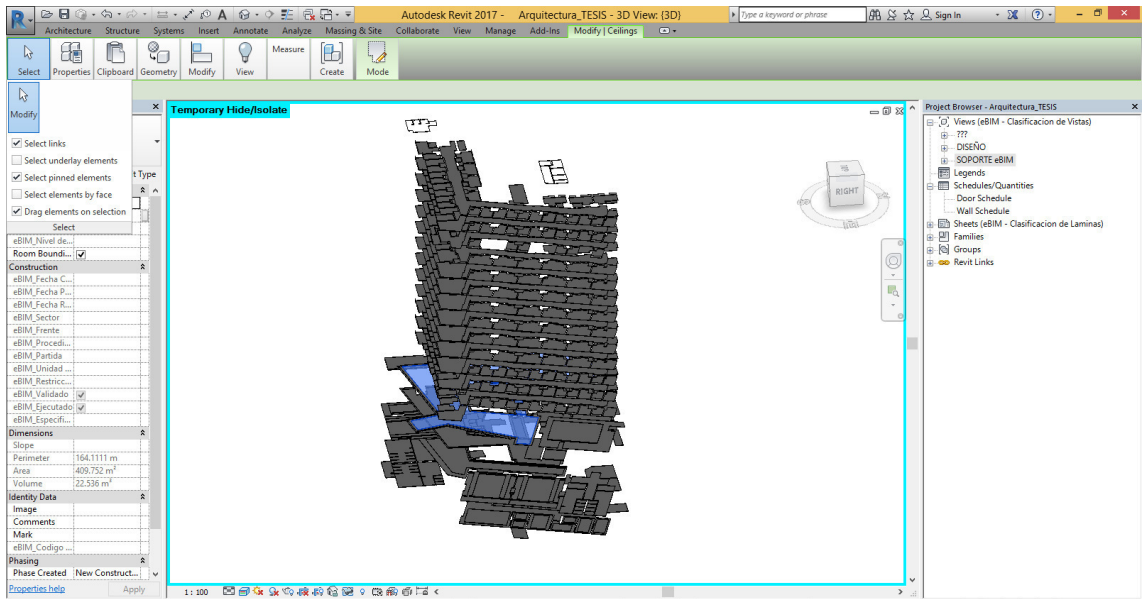 Autodesk Revit 2017 - Arquitectura_TESIS - 3D View: {3D}
Type a keyword or phrase
Sign In
Architecture Structure Systems Insert Annotate Analyze Massing & Site Collaborate View Manage Add-Ins Modify | Ceilings
Select Properties Clipboard Geometry Modify View Measure Create Mode
Modify
Select links
Select underlay elements
Select pinned elements
Select elements by face
Drag elements on selection
Select
t Type
eBIM_Nivel de...
Room Boundi...
Construction
eBIM_Fecha C...
eBIM_Fecha P...
eBIM_Fecha R...
eBIM_Sector
eBIM_Frente
eBIM_Procedi...
eBIM_Partida
eBIM_Unidad ...
eBIM_Restricc...
eBIM_Validado
eBIM_Ejecutado
eBIM_Especifi...
Dimensions
Slope
Perimeter 164.1111 m
Area 409.752 m²
Volume 22.536 m³
Identity Data
Image
Comments
Mark
eBIM_Codigo ...
Phasing
Phase Created New Construct...
Properties help Apply
Temporary Hide/Isolate
RIGHT
1 : 100
Project Browser - Arquitectura_TESIS
Views (eBIM - Clasificacion de Vistas)
???
DISEÑO
SOPORTE eBIM
Legends
Schedules/Quantities
Door Schedule
Wall Schedule
Sheets (eBIM - Clasificacion de Laminas)
Families
Groups
Revit Links